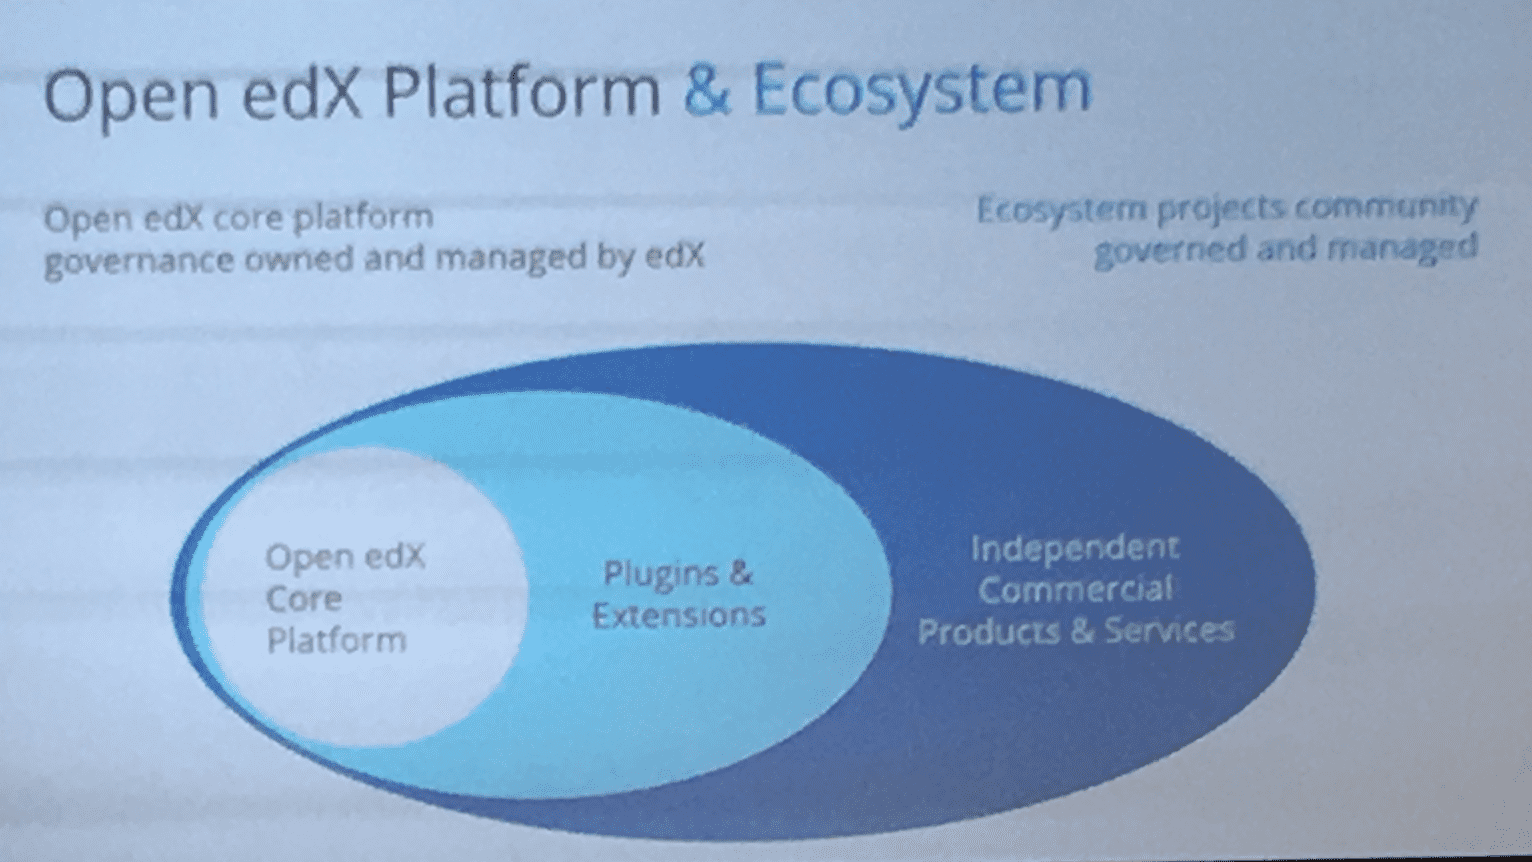 Open edX Platform & Ecosystem
Open edX core platform
governance owned and managed by edX
Ecosystem projects community
governed and managed
Open edX
Core
Platform
Plugins &
Extensions
Independent
Commercial
Products & Services